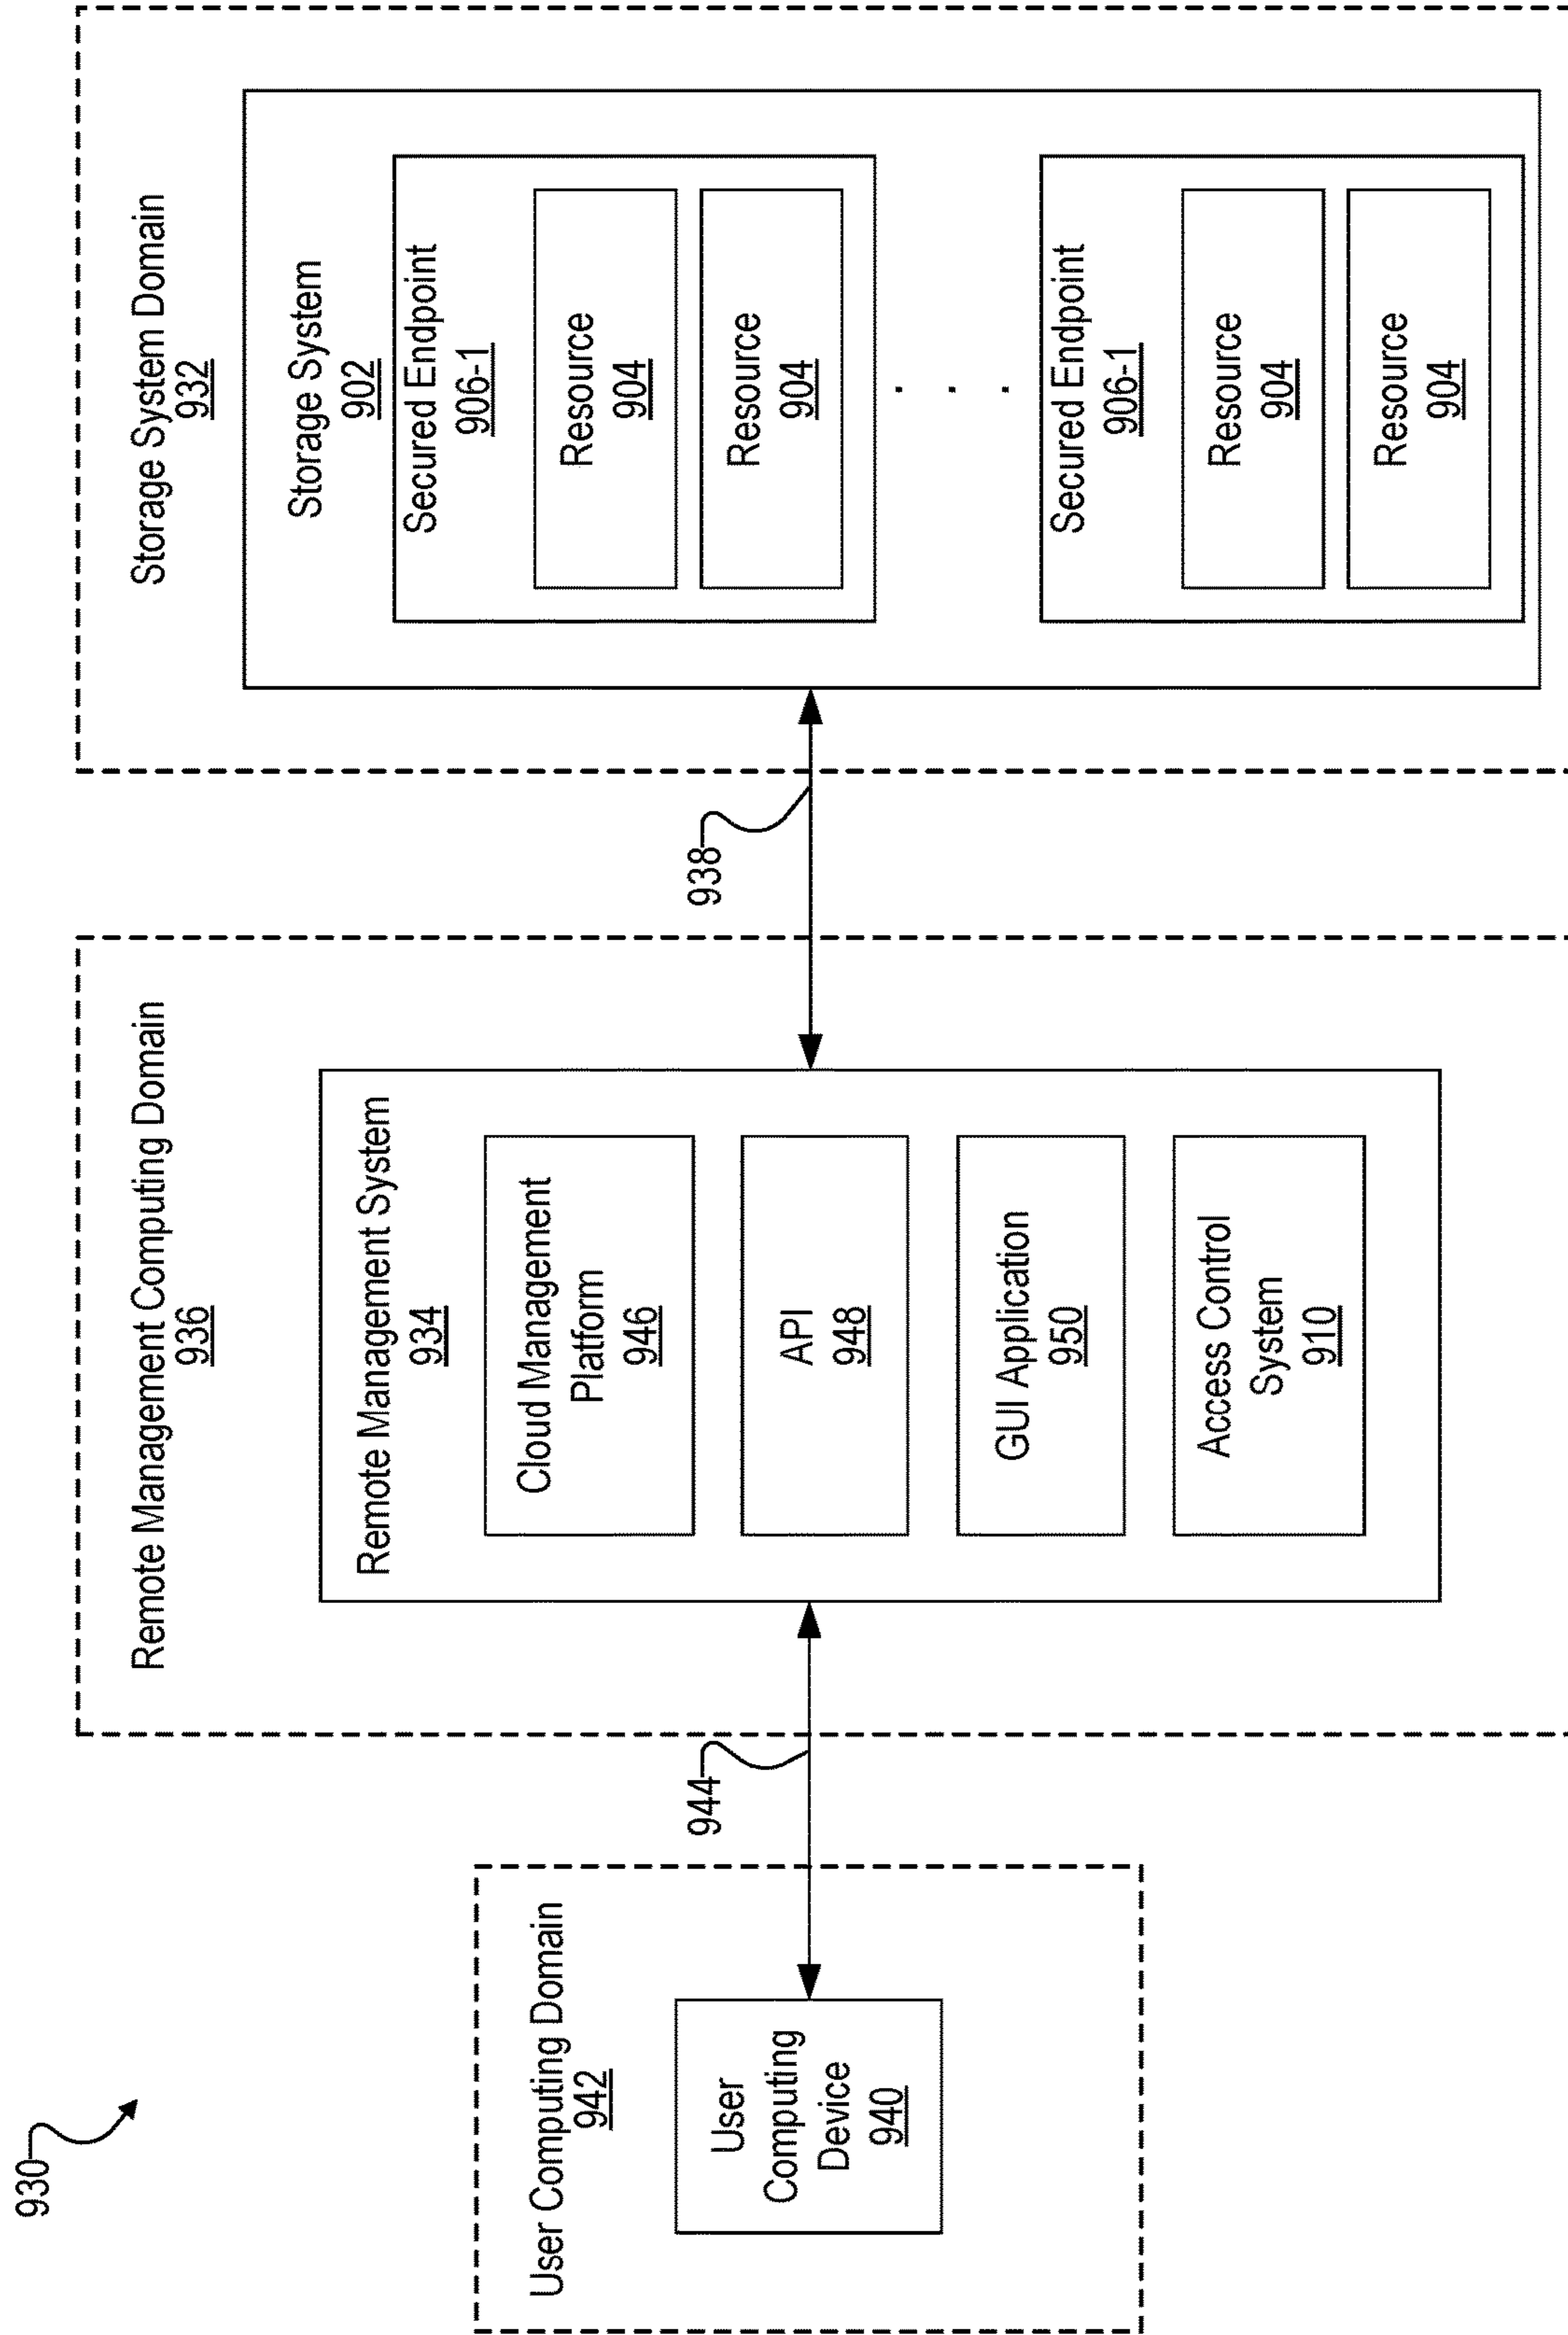 930
User Computing Domain
942
User
Computing
Device
940
944
Remote Management Computing Domain
936
Remote Management System
934
Cloud Management
Platform
946
API
948
GUI Application
950
Access Control
System
910
938
Storage System Domain
932
Storage System
902
Secured Endpoint
906-1
Resource
904
Resource
904
. . .
Secured Endpoint
906-1
Resource
904
Resource
904